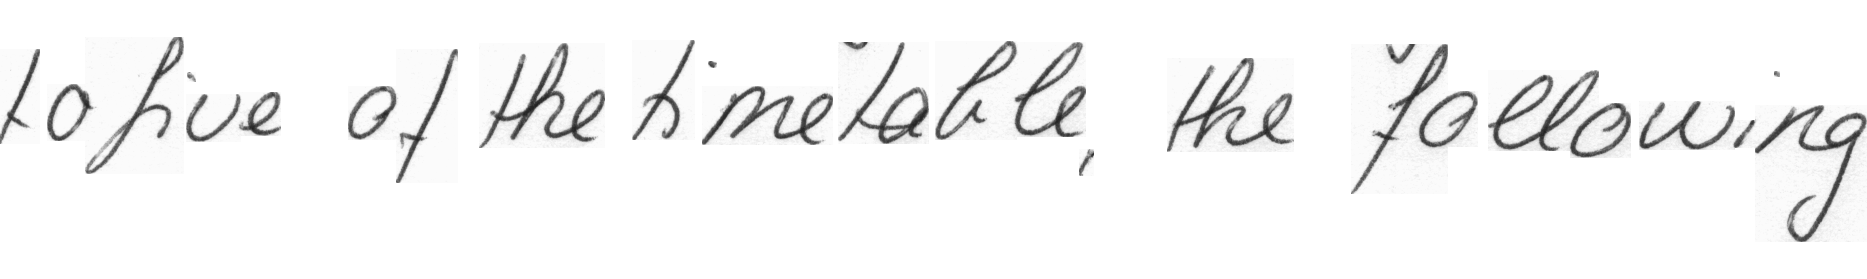 to five of the timetable, the following